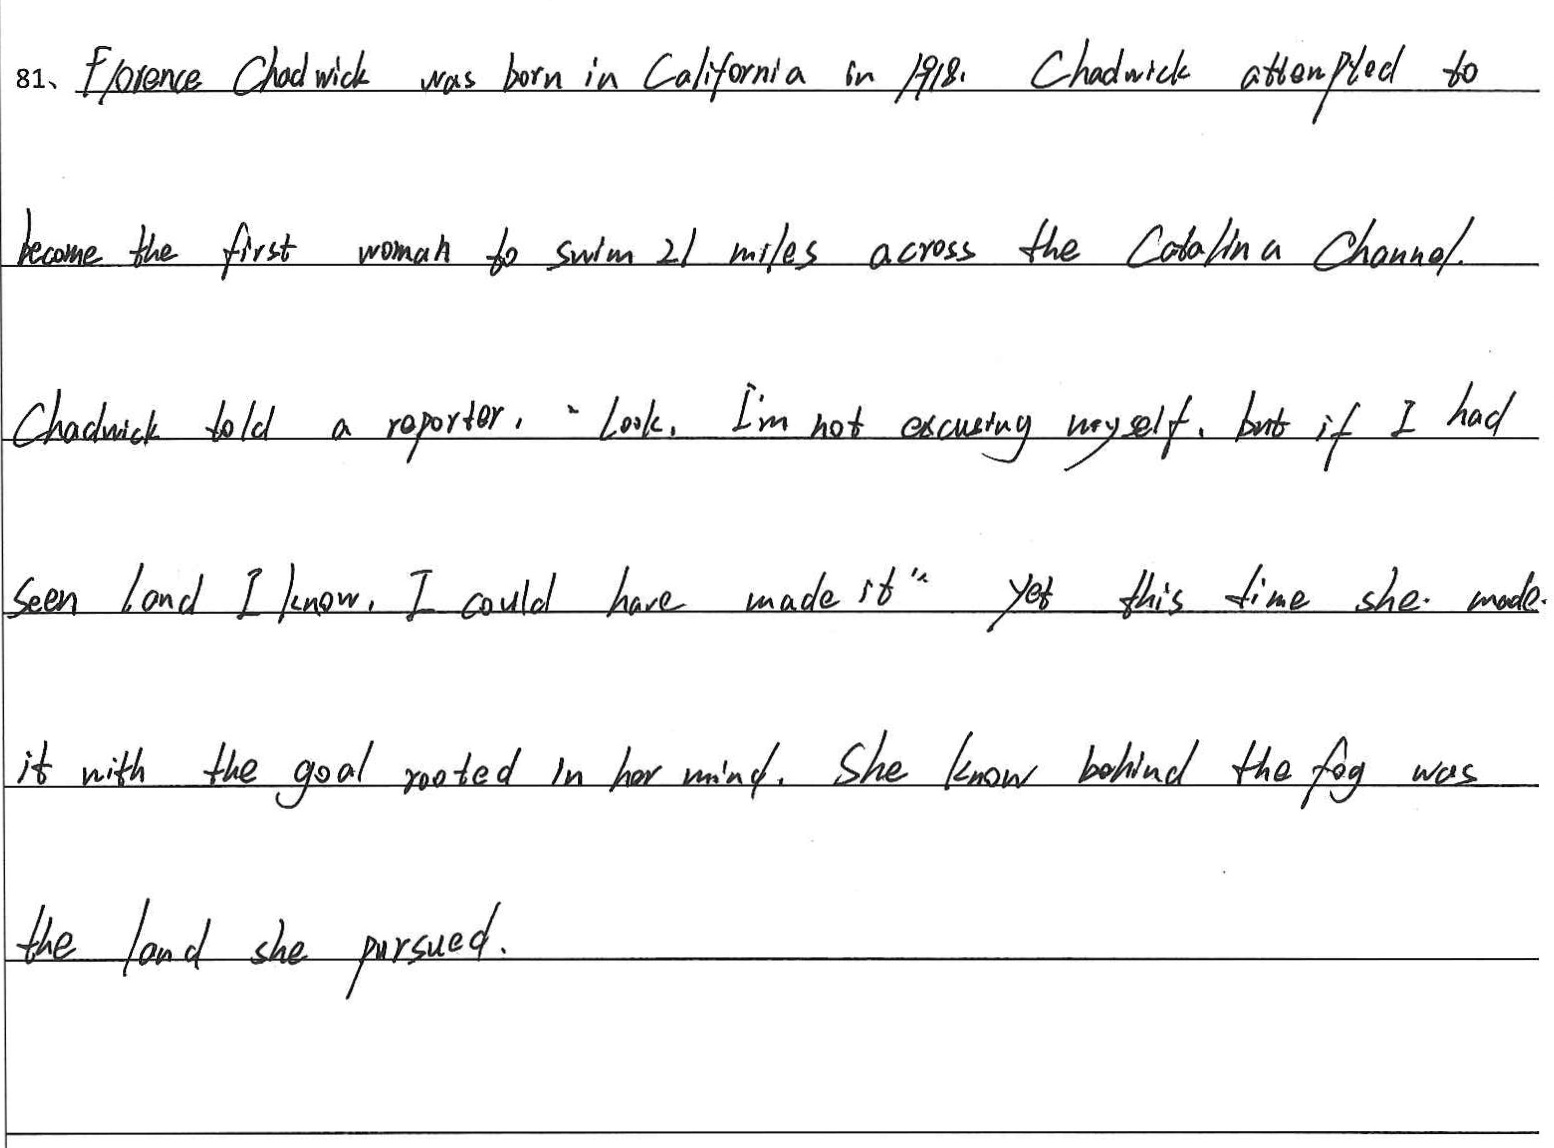 81、Florence Chadwick was born in California in 1918. Chadwick attempted to
become the first woman to swim 21 miles across the Catalina Channel.
Chadwick told a reporter, "Look, I'm not excusing myself, but if I had
seen land I know, I could have made it" yet this time she made
it with the goal rooted in her mind. She know behind the fog was
the land she pursued.